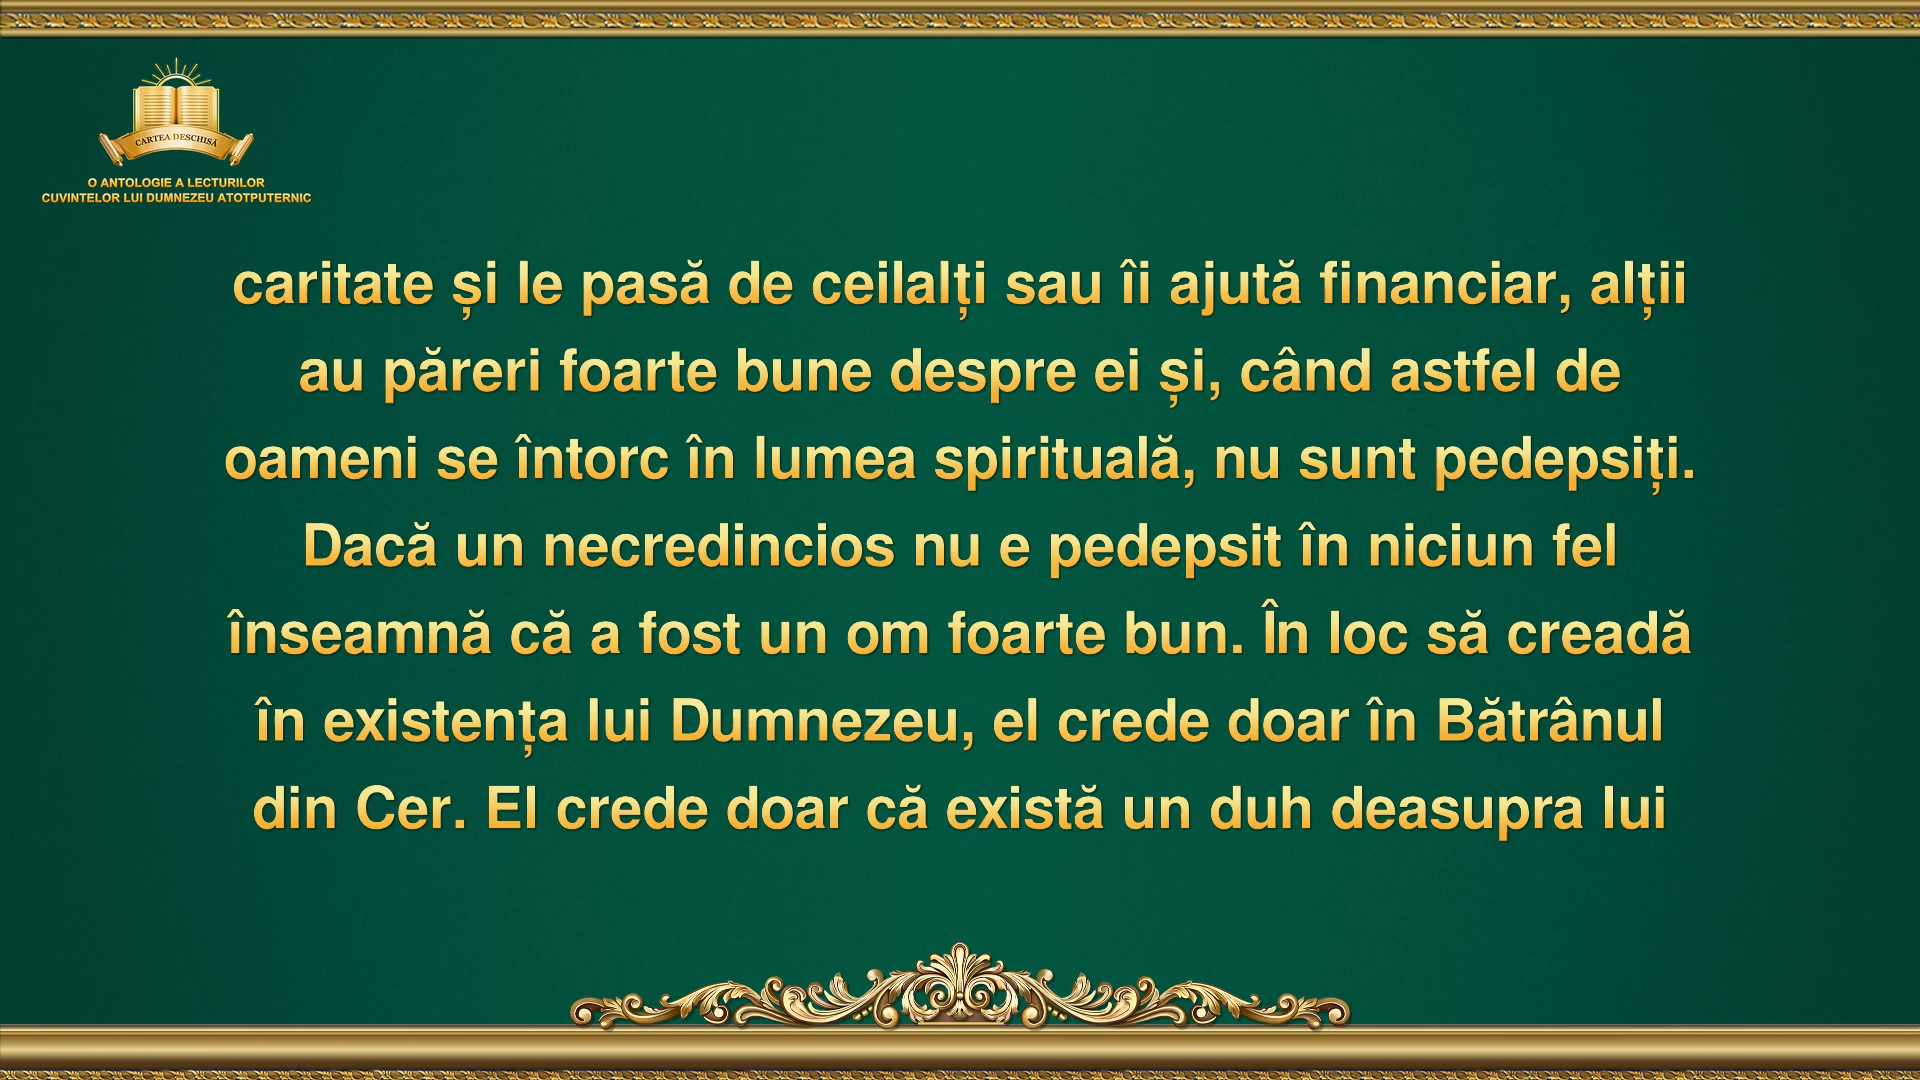 CARTEA DESCHISĂ
O ANTOLOGIE A LECTURILOR
CUVINTELOR LUI DUMNEZEU ATOTPUTERNIC
caritate și le pasă de ceilalți sau îi ajută financiar, alții
au păreri foarte bune despre ei și, când astfel de
oameni se întorc în lumea spirituală, nu sunt pedepsiți.
Dacă un necredincios nu e pedepsit în niciun fel
înseamnă că a fost un om foarte bun. În loc să creadă
în existența lui Dumnezeu, el crede doar în Bătrânul
din Cer. El crede doar că există un duh deasupra lui